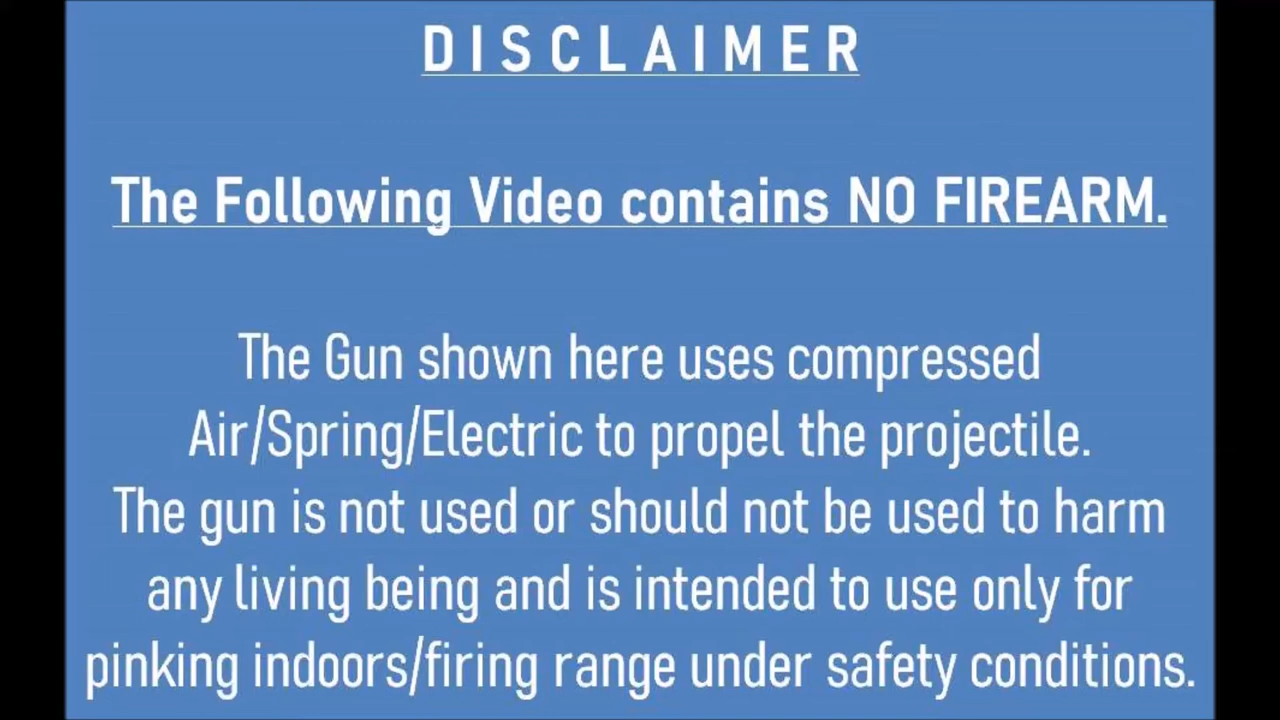 DISCLAIMER
The Following Video contains NO FIREARM.
The Gun shown here uses compressed
Air/Spring/Electric to propel the projectile.
The gun is not used or should not be used to harm
any living being and is intended to use only for
pinking indoors/firing range under safety conditions.